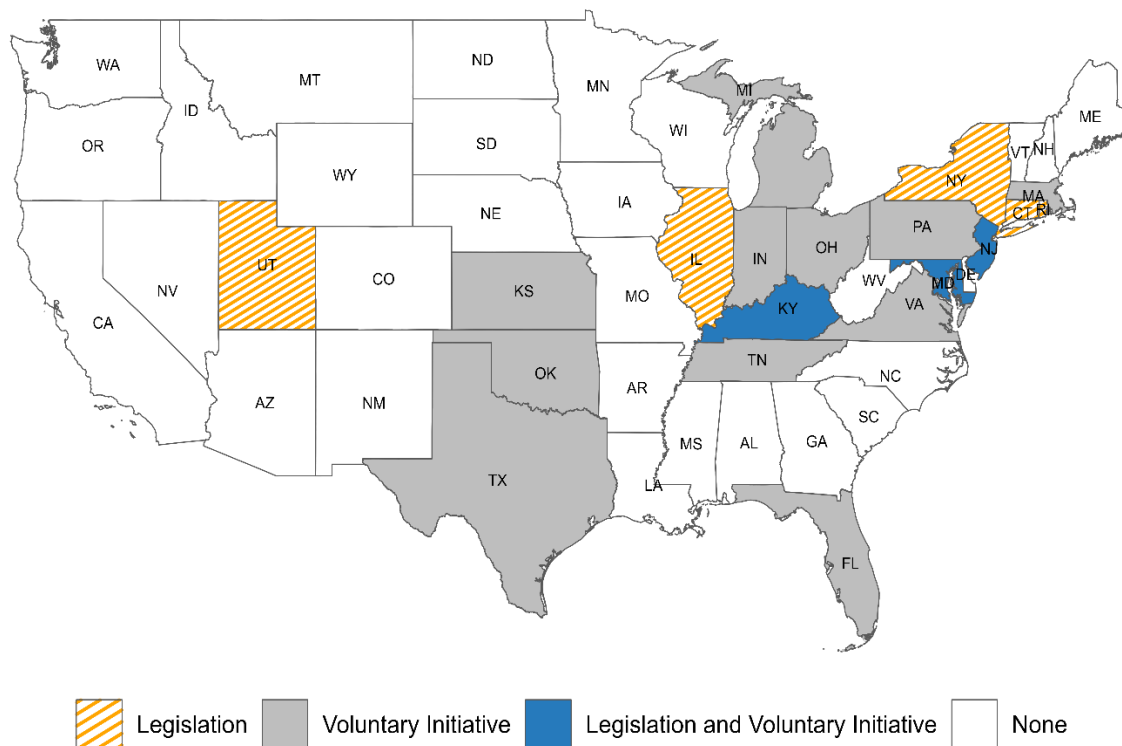 WA
MT
ND
MN
MI
ME
ID
OR
SD
WI
VT
NH
WY
NY
MA
IA
NE
CT
RI
PA
UT
NV
CO
IL
IN
OH
NJ
DE
MD
WV
KS
MO
VA
KY
CA
TN
OK
AR
NC
AZ
NM
SC
MS
AL
GA
TX
LA
FL
Legislation
Voluntary Initiative
Legislation and Voluntary Initiative
None